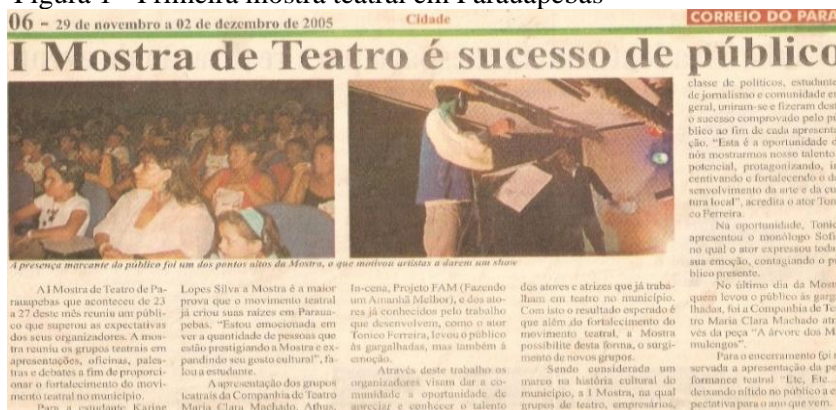 Figura 1 - Primeira mostra teatral em Parauapebas
06 - 29 de novembro a 02 de dezembro de 2005
Cidade
CORREIO DO PARÁ
I Mostra de Teatro é sucesso de público
A presença marcante do público foi um dos pontos altos da Mostra, o que motivou artistas a darem um show
A I Mostra de Teatro de Pa-
rauapebas que aconteceu de 23
a 27 deste mês reuniu um públi-
co que superou as expectativas
dos seus organizadores. A mos-
tra reuniu os grupos teatrais em
apresentações, oficinas, pales-
tras e debates a fim de proporci-
onar o fortalecimento do movi-
mento teatral no município.
Para a estudante Karine
Lopes Silva a Mostra é a maior
prova que o movimento teatral
já criou suas raízes em Paraua-
pebas. "Estou emocionada em
ver a quantidade de pessoas que
estão prestigiando a Mostra e ex-
pandindo seu gosto cultural", fa-
lou a estudante.
A apresentação dos grupos
teatrais da Companhia de Teatro
Maria Clara Machado, Athus,
In-cena, Projeto FAM (Fazendo
um Amanhã Melhor), e dos ato-
res já conhecidos pelo trabalho
que desenvolvem, como o ator
Tonico Ferreira, levou o público
às gargalhadas, mas também à
emoção.
Através deste trabalho os
organizadores visam dar a co-
munidade a oportunidade de
apreciar e conhecer o talento
dos atores e atrizes que já traba-
lham em teatro no município.
Com isto o resultado esperado é
que além do fortalecimento do
movimento teatral, a Mostra
possibilite desta forma, o surgi-
mento de novos grupos.
Sendo considerada um
marco na história cultural do
município, a I Mostra, na qual
grupos de teatro, empresários,
classe de políticos, estudante
de jornalismo e comunidade e
geral, uniram-se e fizeram dest
o sucesso comprovado pelo pú
blico ao fim de cada apresent
ção. "Esta é a oportunidade d
nós mostrarmos nosso talento
potencial, protagonizando, in
centivando e fortalecendo o de
senvolvimento da arte e da cu
tura local", acredita o ator Toni
co Ferreira.
Na oportunidade, Tonic
apresentou o monólogo Sofi
no qual o ator expressou toda
sua emoção, contagiando o pú
blico presente.
No último dia da Most
quem levou o público às garg
lhadas, foi a Companhia de Te
tro Maria Clara Machado atr
vés da peça "A árvore dos M
mulengos".
Para o encerramento foi
servada a apresentação da pe
formance teatral "Etc, Etc.
deixando nítido no público a
pectativa para o ano que vem